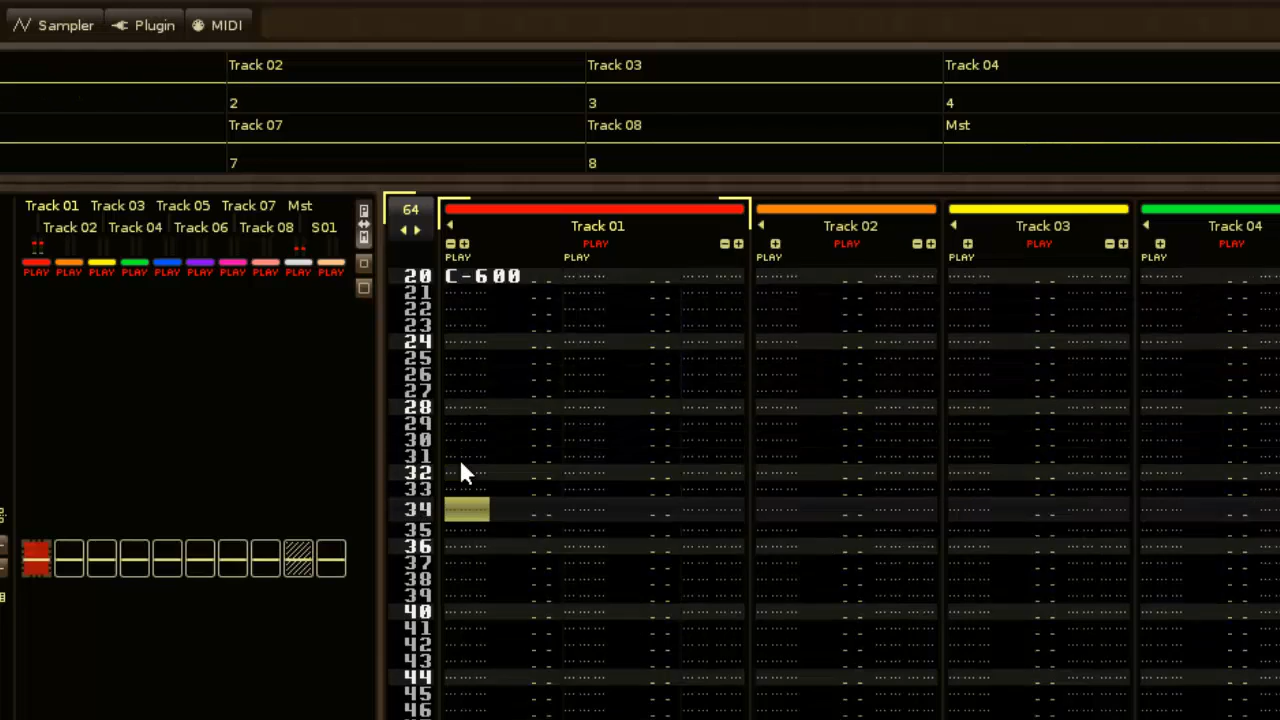 Sampler Plugin MIDI
Track 02 Track 03 Track 04
2 3 4
Track 07 Track 08 Mst
7 8
Track 01 Track 03 Track 05 Track 07 Mst
Track 02 Track 04 Track 06 Track 08 S01
PLAY PLAY PLAY PLAY PLAY PLAY PLAY PLAY PLAY PLAY
64
Track 01 Track 02 Track 03 Track 04
PLAY PLAY PLAY PLAY
PLAY PLAY PLAY PLAY PLAY
20 C-600
21
22
23
24
25
26
27
28
29
30
31
32
33
34
35
36
37
38
39
40
41
42
43
44
45
46